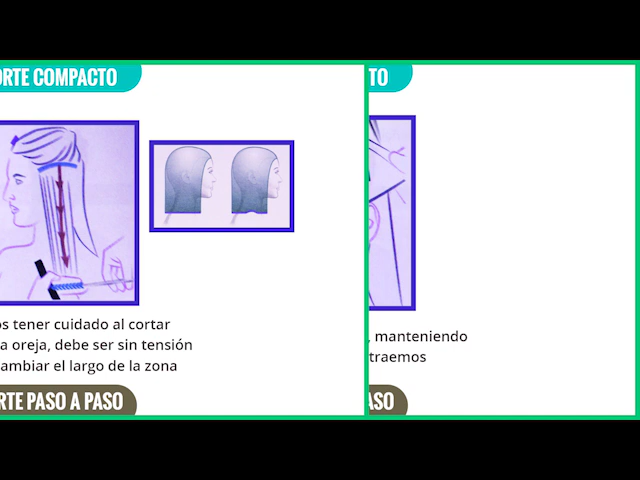 ORTE COMPACTO
os tener cuidado al cortar
a oreja, debe ser sin tensión
ambiar el largo de la zona
RTE PASO A PASO
TO
, manteniendo
traemos
ASO